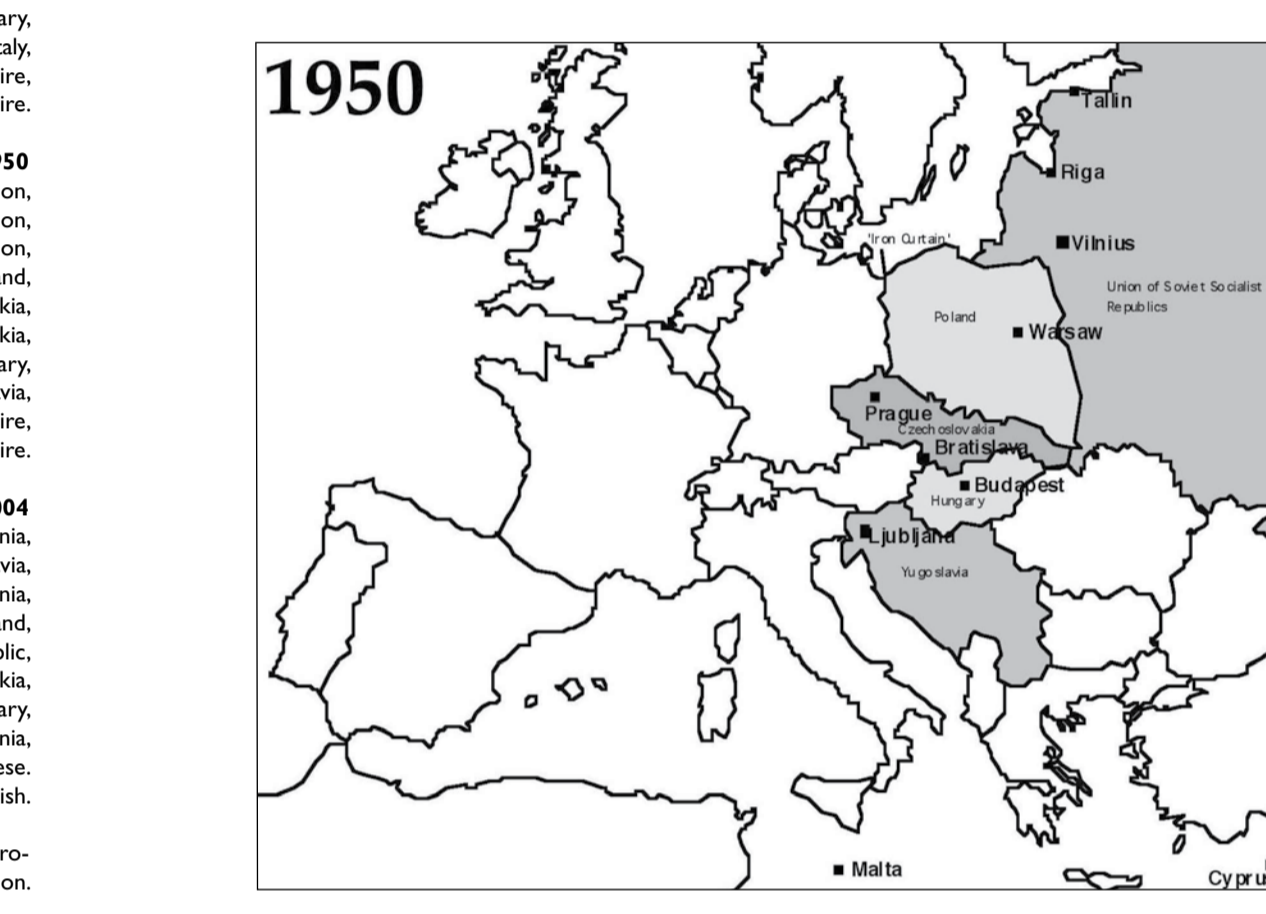 ary,
taly,
ire,
ire.
950
on,
on,
on,
and,
kia,
kia,
ary,
avia,
ire,
ire.
004
nia,
via,
nia,
and,
blic,
kia,
ary,
nia,
ese.
ish.
ro-
on.
1950
Tallin
Riga
'Iron Curtain'
Vilnius
Union of Soviet Socialist
Republics
Poland
Warsaw
Prague
Czechoslovakia
Bratislava
Budapest
Hungary
Ljubljana
Yugoslavia
Malta
Cypru